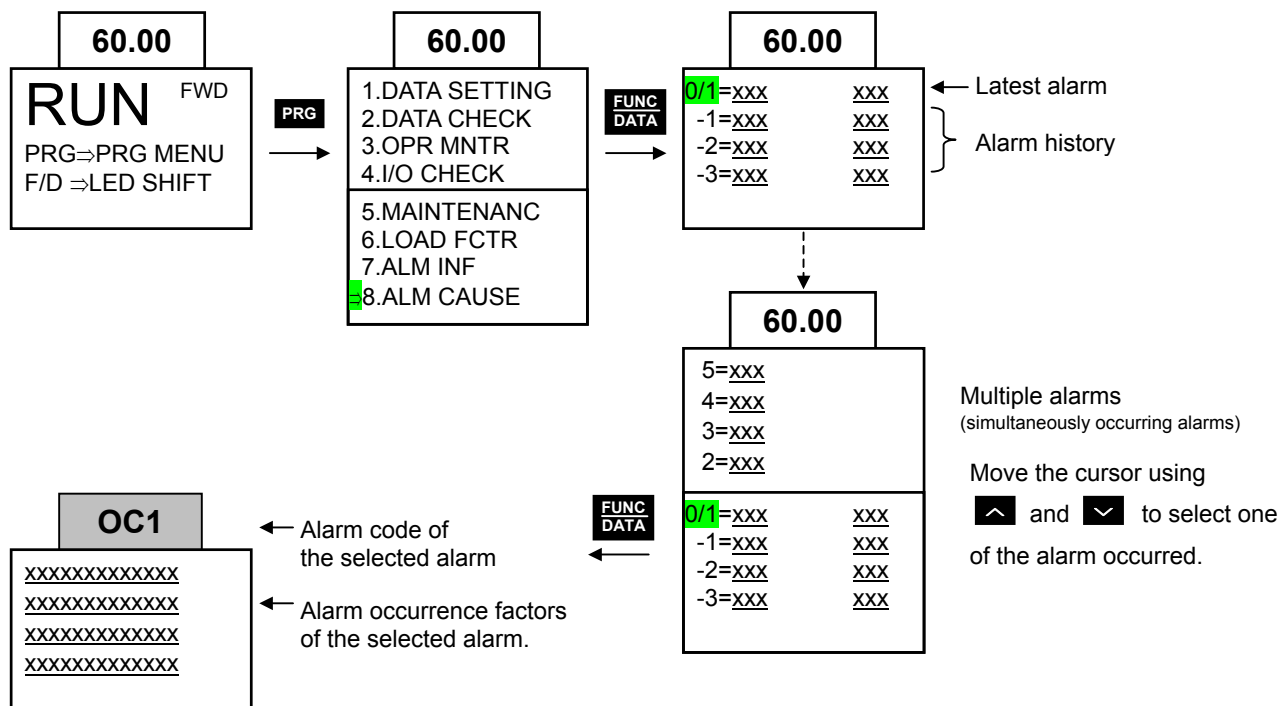 60.00
RUN FWD
PRG⇒PRG MENU
F/D ⇒LED SHIFT
PRG
60.00
1.DATA SETTING
2.DATA CHECK
3.OPR MNTR
4.I/O CHECK
5.MAINTENANC
6.LOAD FCTR
7.ALM INF
⇒8.ALM CAUSE
FUNC
DATA
60.00
0/1=xxx xxx
-1=xxx xxx
-2=xxx xxx
-3=xxx xxx
Latest alarm
Alarm history
60.00
5=xxx
4=xxx
3=xxx
2=xxx
0/1=xxx xxx
-1=xxx xxx
-2=xxx xxx
-3=xxx xxx
Multiple alarms
(simultaneously occurring alarms)
Move the cursor using
∧ and ∨ to select one
of the alarm occurred.
FUNC
DATA
OC1
xxxxxxxxxxxxx
xxxxxxxxxxxxx
xxxxxxxxxxxxx
xxxxxxxxxxxxx
Alarm code of
the selected alarm
Alarm occurrence factors
of the selected alarm.